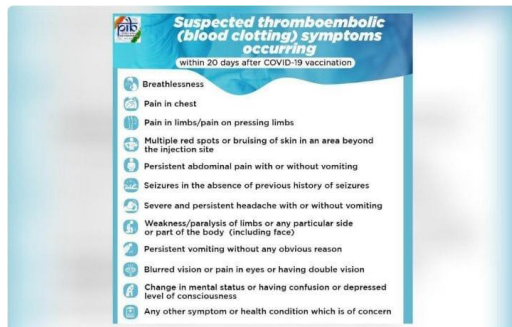 pib
Suspected thromboembolic
(blood clotting) symptoms
occurring
within 20 days after COVID-19 vaccination
Breathlessness
Pain in chest
Pain in limbs/pain on pressing limbs
Multiple red spots or bruising of skin in an area beyond
the injection site
Persistent abdominal pain with or without vomiting
Seizures in the absence of previous history of seizures
Severe and persistent headache with or without vomiting
Weakness/paralysis of limbs or any particular side
or part of the body (including face)
Persistent vomiting without any obvious reason
Blurred vision or pain in eyes or having double vision
Change in mental status or having confusion or depressed
level of consciousness
Any other symptom or health condition which is of concern